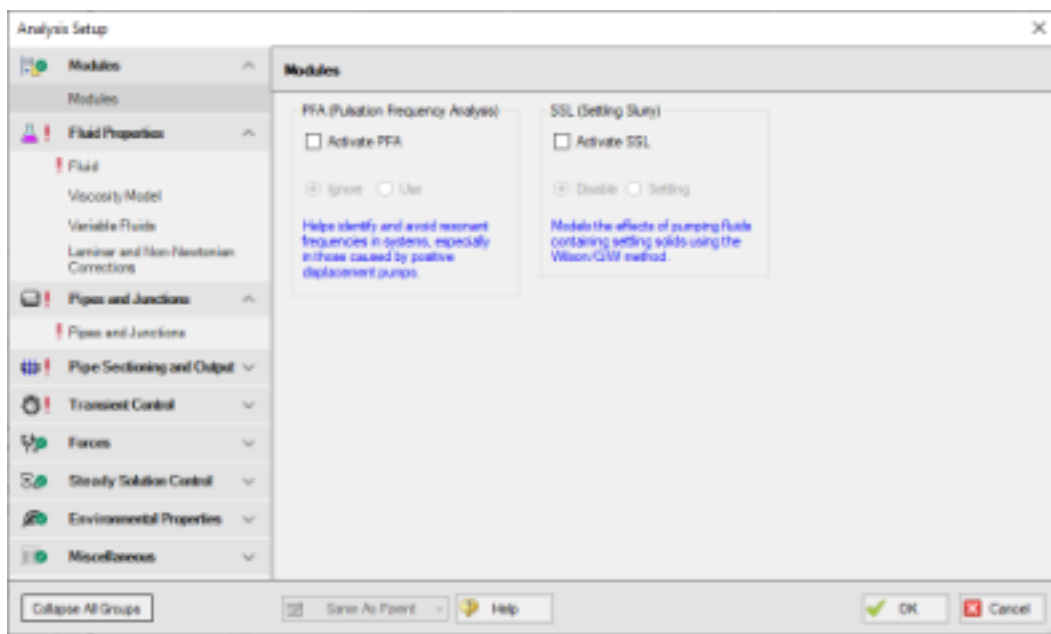 Analysis Setup
Modules
Modules
Fluid Properties
Fluid
Viscosity Model
Variable Fluids
Laminar and Non-Newtonian
Corrections
Pipes and Junctions
Pipes and Junctions
Pipe Sectioning and Output
Transient Control
Forces
Steady Solution Control
Environmental Properties
Miscellaneous
Collapse All Groups
Modules
PFA (Pulsation Frequency Analysis)
Activate PFA
Ignore Use
Helps identify and avoid resonant
frequencies in systems, especially
in those caused by positive
displacement pumps.
SSL (Settling Slurry)
Activate SSL
Disable Settling
Models the effects of pumping fluids
containing settling solids using the
Wilson/GIW method.
Same As Parent
Help
OK
Cancel